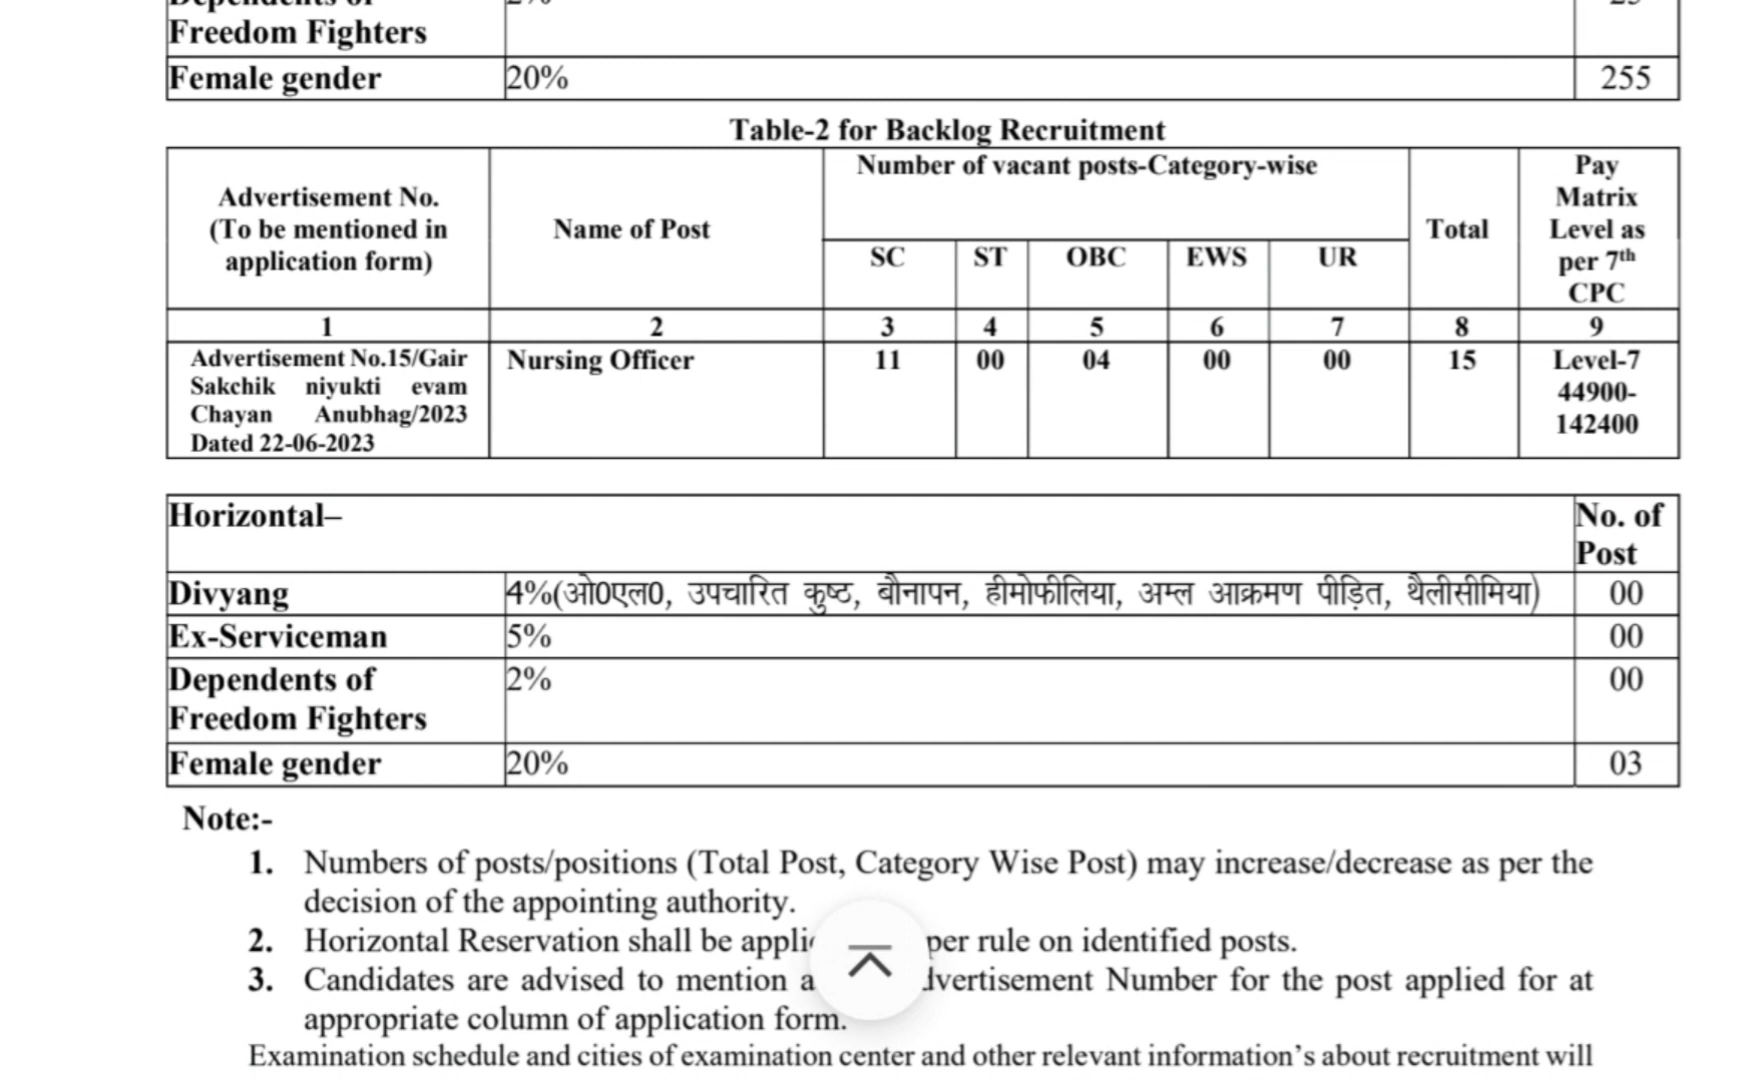 Freedom Fighters
Female gender 20% 255
Table-2 for Backlog Recruitment
Advertisement No. (To be mentioned in application form) Name of Post Number of vacant posts-Category-wise Total Pay Matrix Level as per 7th CPC
SC ST OBC EWS UR
1 2 3 4 5 6 7 8 9
Advertisement No.15/Gair Nursing Officer 11 00 04 00 00 15 Level-7
Sakchik niyukti evam 44900-
Chayan Anubhag/2023 142400
Dated 22-06-2023
Horizontal– No. of
Post
Divyang 4%(ओ0एल0, उपचारित कुष्ठ, बौनापन, हीमोफीलिया, अम्ल आक्रमण पीड़ित, थैलीसीमिया) 00
Ex-Serviceman 5% 00
Dependents of 2% 00
Freedom Fighters
Female gender 20% 03
Note:-
1. Numbers of posts/positions (Total Post, Category Wise Post) may increase/decrease as per the
decision of the appointing authority.
2. Horizontal Reservation shall be per rule on identified posts.
3. Candidates are advised to mention Number for the post applied for at
appropriate column of application form.
Examination schedule and cities of examination center and other relevant information's about recruitment will